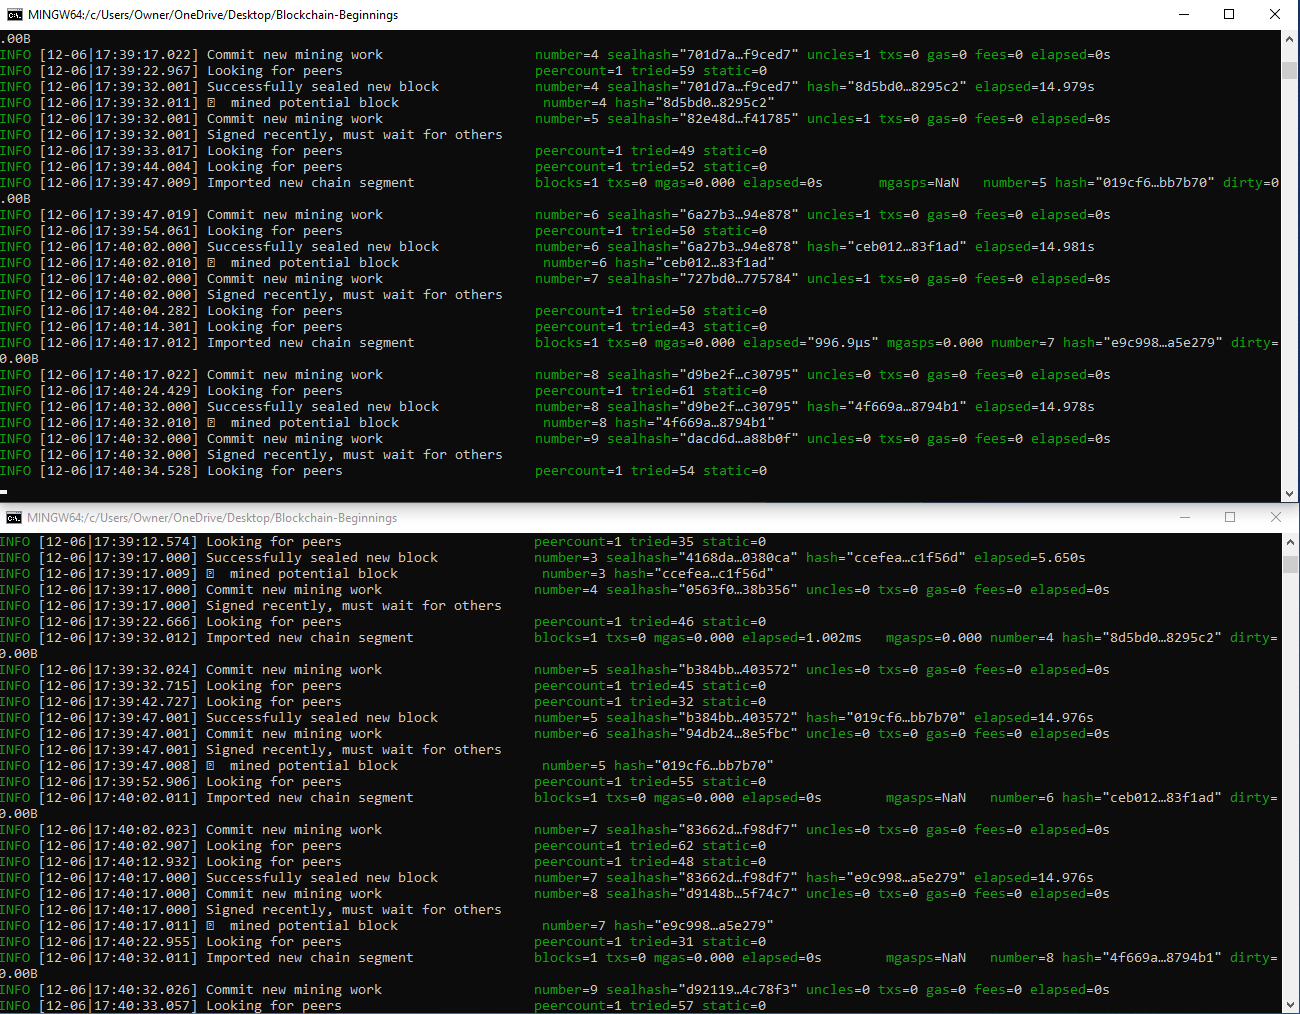 MINGW64:/c/Users/Owner/OneDrive/Desktop/Blockchain-Beginnings
.00B
INFO [12-06|17:39:17.022] Commit new mining work number=4 sealhash="701d7a…f9ced7" uncles=1 txs=0 gas=0 fees=0 elapsed=0s
INFO [12-06|17:39:22.967] Looking for peers peercount=1 tried=59 static=0
INFO [12-06|17:39:32.001] Successfully sealed new block number=4 sealhash="701d7a…f9ced7" hash="8d5bd0…8295c2" elapsed=14.979s
INFO [12-06|17:39:32.011] mined potential block number=4 hash="8d5bd0…8295c2"
INFO [12-06|17:39:32.001] Commit new mining work number=5 sealhash="82e48d…f41785" uncles=1 txs=0 gas=0 fees=0 elapsed=0s
INFO [12-06|17:39:32.001] Signed recently, must wait for others
INFO [12-06|17:39:33.017] Looking for peers peercount=1 tried=49 static=0
INFO [12-06|17:39:44.004] Looking for peers peercount=1 tried=52 static=0
INFO [12-06|17:39:47.009] Imported new chain segment blocks=1 txs=0 mgas=0.000 elapsed=0s mgasps=NaN number=5 hash="019cf6…bb7b70" dirty=0
.00B
INFO [12-06|17:39:47.019] Commit new mining work number=6 sealhash="6a27b3…94e878" uncles=1 txs=0 gas=0 fees=0 elapsed=0s
INFO [12-06|17:39:54.061] Looking for peers peercount=1 tried=50 static=0
INFO [12-06|17:40:02.000] Successfully sealed new block number=6 sealhash="6a27b3…94e878" hash="ceb012…83f1ad" elapsed=14.981s
INFO [12-06|17:40:02.010] mined potential block number=6 hash="ceb012…83f1ad"
INFO [12-06|17:40:02.000] Commit new mining work number=7 sealhash="727bd0…775784" uncles=1 txs=0 gas=0 fees=0 elapsed=0s
INFO [12-06|17:40:02.000] Signed recently, must wait for others
INFO [12-06|17:40:04.282] Looking for peers peercount=1 tried=50 static=0
INFO [12-06|17:40:14.301] Looking for peers peercount=1 tried=43 static=0
INFO [12-06|17:40:17.012] Imported new chain segment blocks=1 txs=0 mgas=0.000 elapsed="996.9µs" mgasps=0.000 number=7 hash="e9c998…a5e279" dirty=
0.00B
INFO [12-06|17:40:17.022] Commit new mining work number=8 sealhash="d9be2f…c30795" uncles=0 txs=0 gas=0 fees=0 elapsed=0s
INFO [12-06|17:40:24.429] Looking for peers peercount=1 tried=61 static=0
INFO [12-06|17:40:32.000] Successfully sealed new block number=8 sealhash="d9be2f…c30795" hash="4f669a…8794b1" elapsed=14.978s
INFO [12-06|17:40:32.010] mined potential block number=8 hash="4f669a…8794b1"
INFO [12-06|17:40:32.000] Commit new mining work number=9 sealhash="dacd6d…a88b0f" uncles=0 txs=0 gas=0 fees=0 elapsed=0s
INFO [12-06|17:40:32.000] Signed recently, must wait for others
INFO [12-06|17:40:34.528] Looking for peers peercount=1 tried=54 static=0
MINGW64:/c/Users/Owner/OneDrive/Desktop/Blockchain-Beginnings
INFO [12-06|17:39:12.574] Looking for peers peercount=1 tried=35 static=0
INFO [12-06|17:39:17.000] Successfully sealed new block number=3 sealhash="4168da…0380ca" hash="ccefea…c1f56d" elapsed=5.650s
INFO [12-06|17:39:17.009] mined potential block number=3 hash="ccefea…c1f56d"
INFO [12-06|17:39:17.000] Commit new mining work number=4 sealhash="0563f0…38b356" uncles=0 txs=0 gas=0 fees=0 elapsed=0s
INFO [12-06|17:39:17.000] Signed recently, must wait for others
INFO [12-06|17:39:22.666] Looking for peers peercount=1 tried=46 static=0
INFO [12-06|17:39:32.012] Imported new chain segment blocks=1 txs=0 mgas=0.000 elapsed=1.002ms mgasps=0.000 number=4 hash="8d5bd0…8295c2" dirty=
0.00B
INFO [12-06|17:39:32.024] Commit new mining work number=5 sealhash="b384bb…403572" uncles=0 txs=0 gas=0 fees=0 elapsed=0s
INFO [12-06|17:39:32.715] Looking for peers peercount=1 tried=45 static=0
INFO [12-06|17:39:42.727] Looking for peers peercount=1 tried=32 static=0
INFO [12-06|17:39:47.001] Successfully sealed new block number=5 sealhash="b384bb…403572" hash="019cf6…bb7b70" elapsed=14.976s
INFO [12-06|17:39:47.001] Commit new mining work number=6 sealhash="94db24…8e5fbc" uncles=0 txs=0 gas=0 fees=0 elapsed=0s
INFO [12-06|17:39:47.001] Signed recently, must wait for others
INFO [12-06|17:39:47.008] mined potential block number=5 hash="019cf6…bb7b70"
INFO [12-06|17:39:52.906] Looking for peers peercount=1 tried=55 static=0
INFO [12-06|17:40:02.011] Imported new chain segment blocks=1 txs=0 mgas=0.000 elapsed=0s mgasps=NaN number=6 hash="ceb012…83f1ad" dirty=
0.00B
INFO [12-06|17:40:02.023] Commit new mining work number=7 sealhash="83662d…f98df7" uncles=0 txs=0 gas=0 fees=0 elapsed=0s
INFO [12-06|17:40:02.907] Looking for peers peercount=1 tried=62 static=0
INFO [12-06|17:40:12.932] Looking for peers peercount=1 tried=48 static=0
INFO [12-06|17:40:17.000] Successfully sealed new block number=7 sealhash="83662d…f98df7" hash="e9c998…a5e279" elapsed=14.976s
INFO [12-06|17:40:17.000] Commit new mining work number=8 sealhash="d9148b…5f74c7" uncles=0 txs=0 gas=0 fees=0 elapsed=0s
INFO [12-06|17:40:17.000] Signed recently, must wait for others
INFO [12-06|17:40:17.011] mined potential block number=7 hash="e9c998…a5e279"
INFO [12-06|17:40:22.955] Looking for peers peercount=1 tried=31 static=0
INFO [12-06|17:40:32.011] Imported new chain segment blocks=1 txs=0 mgas=0.000 elapsed=0s mgasps=NaN number=8 hash="4f669a…8794b1" dirty=
0.00B
INFO [12-06|17:40:32.026] Commit new mining work number=9 sealhash="d92119…4c78f3" uncles=0 txs=0 gas=0 fees=0 elapsed=0s
INFO [12-06|17:40:33.057] Looking for peers peercount=1 tried=57 static=0